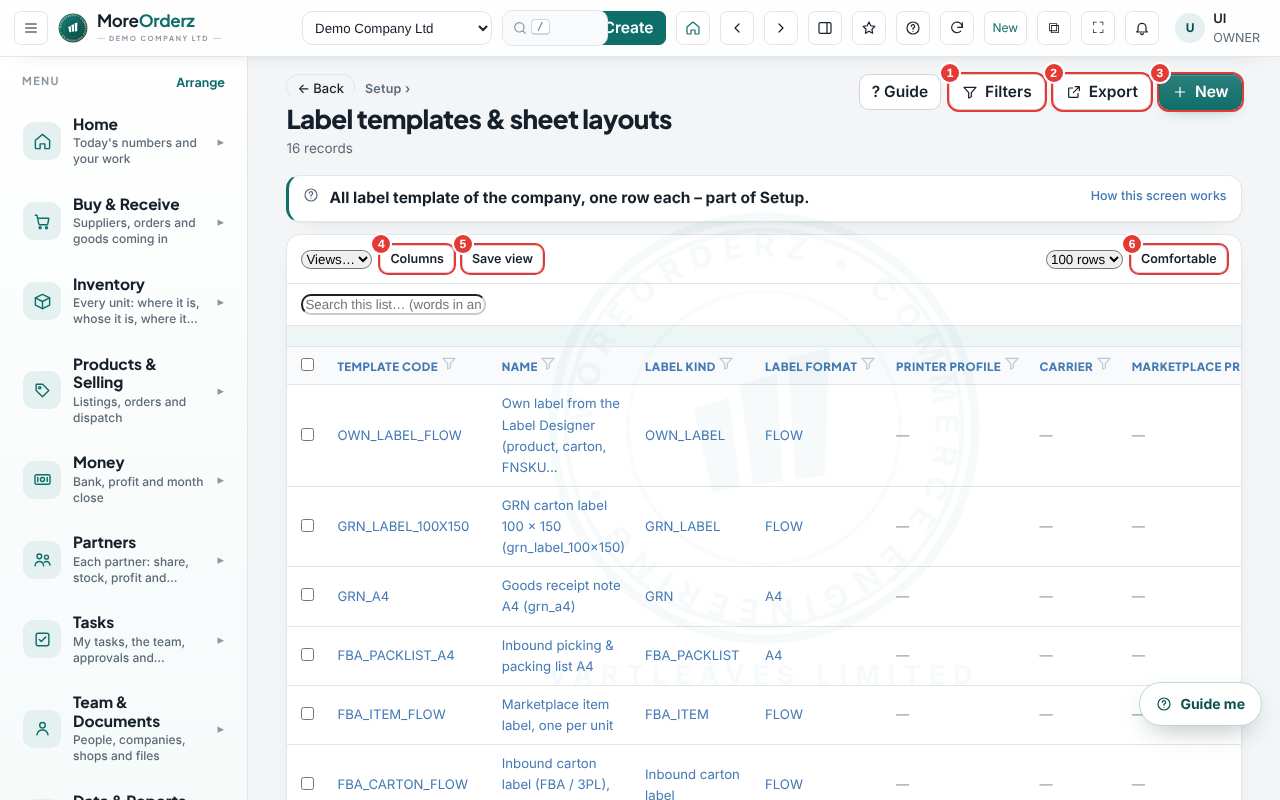 MoreOrderz
— DEMO COMPANY LTD —
Demo Company Ltd
/
Create
New
U
UI
OWNER
MENU
Arrange
Home
Today's numbers and
your work
Buy & Receive
Suppliers, orders and
goods coming in
Inventory
Every unit: where it is,
whose it is, where it...
Products &
Selling
Listings, orders and
dispatch
Money
Bank, profit and month
close
Partners
Each partner: share,
stock, profit and...
Tasks
My tasks, the team,
approvals and...
Team &
Documents
People, companies,
shops and files
← Back
Setup ›
Label templates & sheet layouts
16 records
? Guide
1
Filters
2
Export
3
+ New
All label template of the company, one row each – part of Setup.
How this screen works
Views...
4
Columns
5
Save view
100 rows
6
Comfortable
Search this list... (words in an
TEMPLATE CODE NAME LABEL KIND LABEL FORMAT PRINTER PROFILE CARRIER MARKETPLACE PR
OWN_LABEL_FLOW
Own label from the
Label Designer
(product, carton,
FNSKU...
OWN_LABEL
FLOW
—
—
—
GRN_LABEL_100X150
GRN carton label
100 × 150
(grn_label_100×150)
GRN_LABEL
FLOW
—
—
—
GRN_A4
Goods receipt note
A4 (grn_a4)
GRN
A4
—
—
—
FBA_PACKLIST_A4
Inbound picking &
packing list A4
FBA_PACKLIST
A4
—
—
—
FBA_ITEM_FLOW
Marketplace item
label, one per unit
FBA_ITEM
FLOW
—
—
—
FBA_CARTON_FLOW
Inbound carton
label (FBA / 3PL),
Inbound carton
label
FLOW
—
—
—
Guide me
MOREORDERZ • COMMERCE ENGINEERING •
ARTLEAVES LIMITED